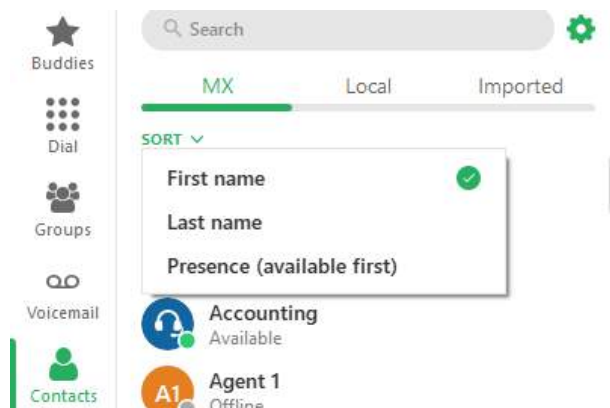 Search
Buddies
MX Local Imported
Dial
SORT
First name
Last name
Groups
Presence (available first)
Voicemail
Accounting
Available
Contacts
A1
Agent 1
Offline